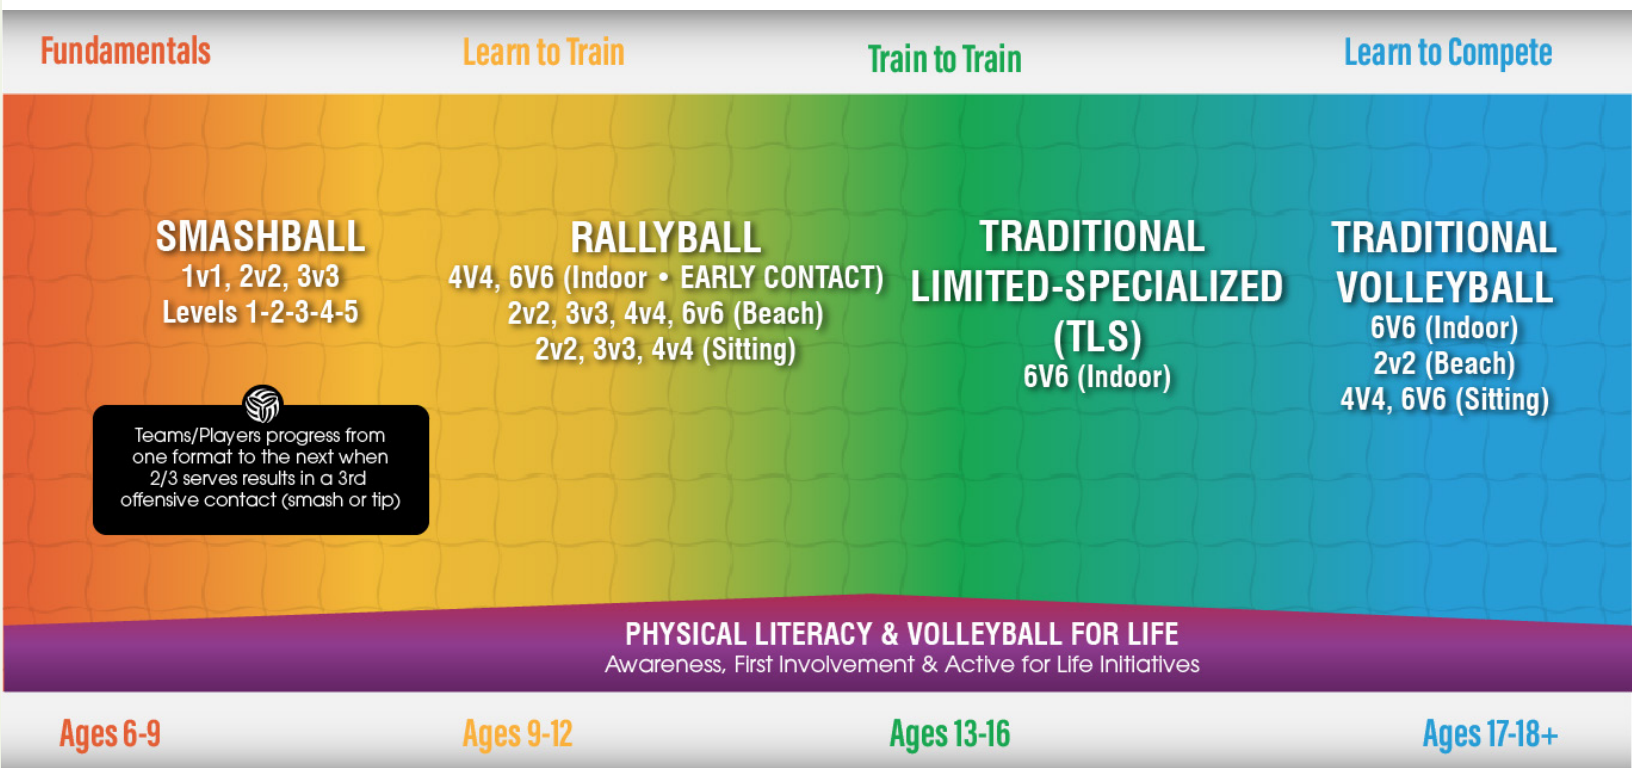 Fundamentals
Learn to Train
Train to Train
Learn to Compete
SMASHBALL
1v1, 2v2, 3v3
Levels 1-2-3-4-5
Teams/Players progress from
one format to the next when
2/3 serves results in a 3rd
offensive contact (smash or tip)
RALLYBALL
4V4, 6V6 (Indoor • EARLY CONTACT)
2v2, 3v3, 4v4, 6v6 (Beach)
2v2, 3v3, 4v4 (Sitting)
TRADITIONAL
LIMITED-SPECIALIZED
(TLS)
6V6 (Indoor)
TRADITIONAL
VOLLEYBALL
6V6 (Indoor)
2v2 (Beach)
4V4, 6V6 (Sitting)
PHYSICAL LITERACY & VOLLEYBALL FOR LIFE
Awareness, First Involvement & Active for Life Initiatives
Ages 6-9
Ages 9-12
Ages 13-16
Ages 17-18+